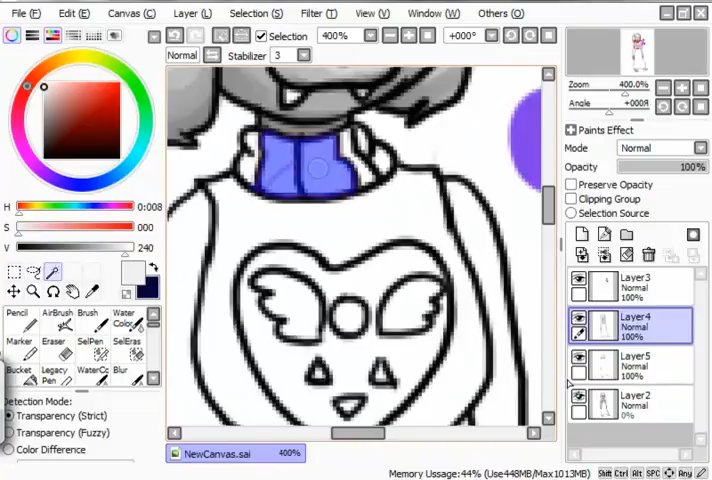 File (F) Edit (E) Canvas (C) Layer (L) Selection (S) Filter (T) View (V) Window (W) Others (O)
Selection 400% +000°
Normal Stabilizer 3
Zoom 400.0%
Angle +000Я
Paints Effect
Mode Normal
Opacity 100%
Preserve Opacity
Clipping Group
Selection Source
H 0:008
S 000
V 240
Pencil AirBrush Brush Water Color
Marker Eraser SelPen SelEras
Bucket Legacy Pen WaterCo Blur
Detection Mode:
Transparency (Strict)
Transparency (Fuzzy)
Color Difference
Layer3
Normal
100%
Layer4
Normal
100%
Layer5
Normal
100%
Layer2
Normal
0%
NewCanvas.sai 400%
Memory Ussage:44% (Use448MB/Max1013MB) Shift Ctrl Alt SPC Any